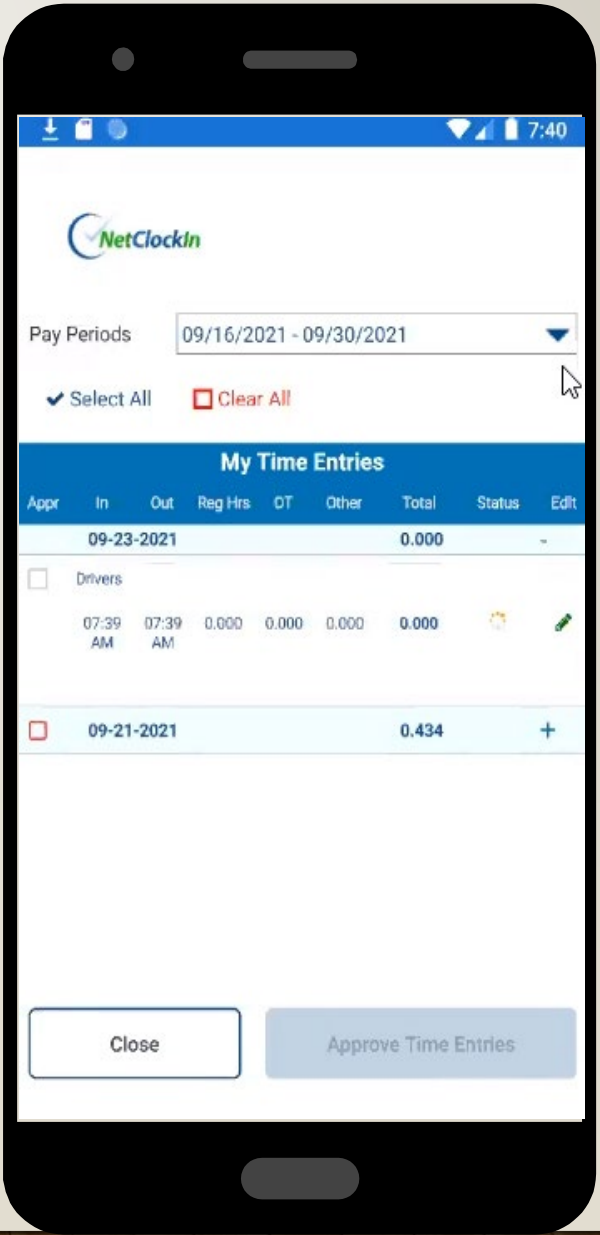 7:40
NetClockIn
Pay Periods 09/16/2021 - 09/30/2021
Select All Clear All
My Time Entries
Appr In Out Reg Hrs OT Other Total Status Edit
09-23-2021 0.000 -
Drivers
07:39 07:39 0.000 0.000 0.000 0.000
AM AM
09-21-2021 0.434 +
Close Approve Time Entries